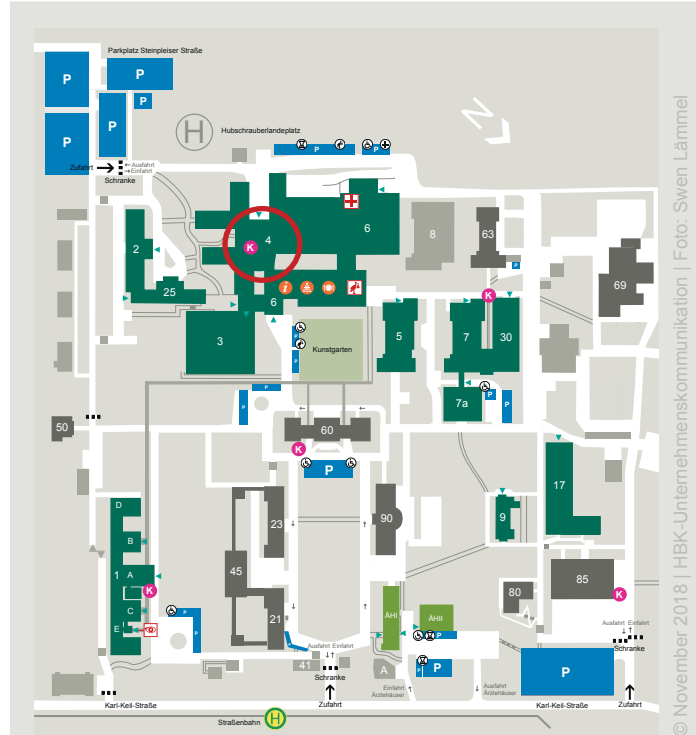 Parkplatz Steinpleiser Straße
P
P
P
P
P
H
Hubschrauberlandeplatz
N
P
P
Zufahrt
Ausfahrt
Einfahrt
Schranke
2
K
4
6
8
63
69
25
i
6
K
3
P
P
Kunstgarten
5
7
30
P
P
7a
P
P
50
60
K
P
D
B
1
A
K
C
E
23
45
21
90
9
17
80
85
K
P
P
ÄHI
ÄHII
P
P
P
41
A
Ausfahrt Einfahrt
Schranke
Zufahrt
Einfahrt
Ärztehäuser
Ausfahrt
Ärztehäuser
Ausfahrt Einfahrt
Schranke
Zufahrt
Karl-Keil-Straße
Karl-Keil-Straße
Straßenbahn
H
© November 2018 | HBK-Unternehmenskommunikation | Foto: Swen Lämmel